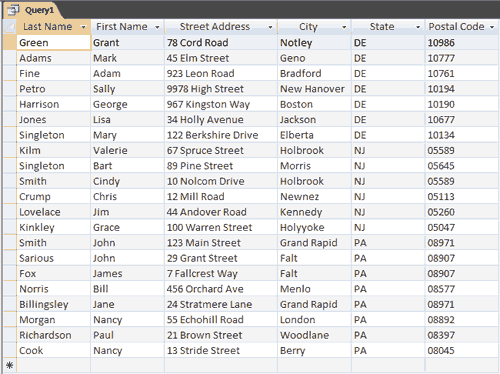 Query1
Last Name First Name Street Address City State Postal Code
Green Grant 78 Cord Road Notley DE 10986
Adams Mark 45 Elm Street Geno DE 10777
Fine Adam 923 Leon Road Bradford DE 10761
Petro Sally 9978 High Street New Hanover DE 10194
Harrison George 967 Kingston Way Boston DE 10190
Jones Lisa 34 Holly Avenue Jackson DE 10677
Singleton Mary 122 Berkshire Drive Elberta DE 10134
Kilm Valerie 67 Spruce Street Holbrook NJ 05589
Singleton Bart 89 Pine Street Morris NJ 05645
Smith Cindy 10 Nolcom Drive Holbrook NJ 05589
Crump Chris 12 Mill Road Newnez NJ 05113
Lovelace Jim 44 Andover Road Kennedy NJ 05260
Kinkley Grace 100 Warren Street Holyyoke NJ 05047
Smith John 123 Main Street Grand Rapid PA 08971
Sarious John 29 Grant Street Falt PA 08907
Fox James 7 Fallcrest Way Falt PA 08907
Norris Bill 456 Orchard Ave Menlo PA 08577
Billingsley Jane 24 Stratmere Lane Grand Rapid PA 08971
Morgan Nancy 55 Echohill Road London PA 08892
Richardson Paul 21 Brown Street Woodlane PA 08397
Cook Nancy 13 Stride Street Berry PA 08045